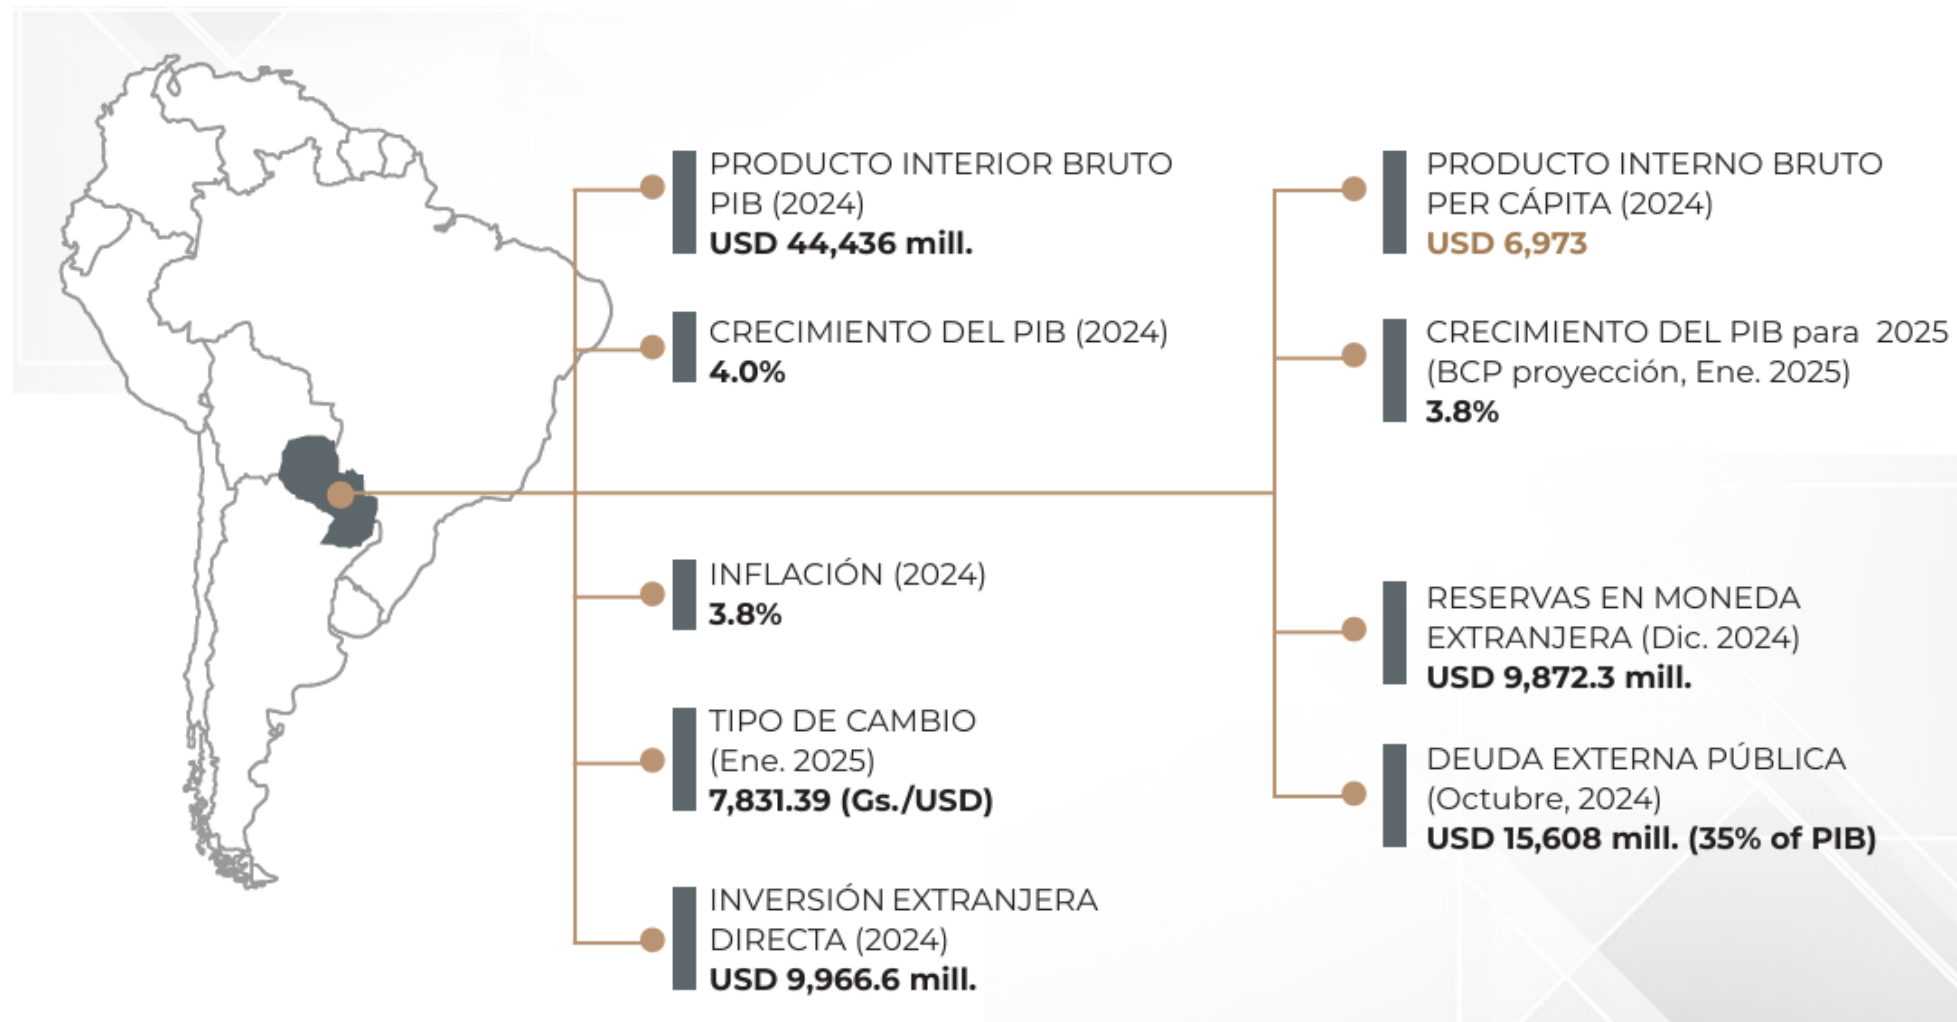 PRODUCTO INTERIOR BRUTO
PIB (2024)
USD 44,436 mill.
CRECIMIENTO DEL PIB (2024)
4.0%
INFLACIÓN (2024)
3.8%
TIPO DE CAMBIO
(Ene. 2025)
7,831.39 (Gs./USD)
INVERSIÓN EXTRANJERA
DIRECTA (2024)
USD 9,966.6 mill.
PRODUCTO INTERNO BRUTO
PER CÁPITA (2024)
USD 6,973
CRECIMIENTO DEL PIB para 2025
(BCP proyección, Ene. 2025)
3.8%
RESERVAS EN MONEDA
EXTRANJERA (Dic. 2024)
USD 9,872.3 mill.
DEUDA EXTERNA PÚBLICA
(Octubre, 2024)
USD 15,608 mill. (35% of PIB)